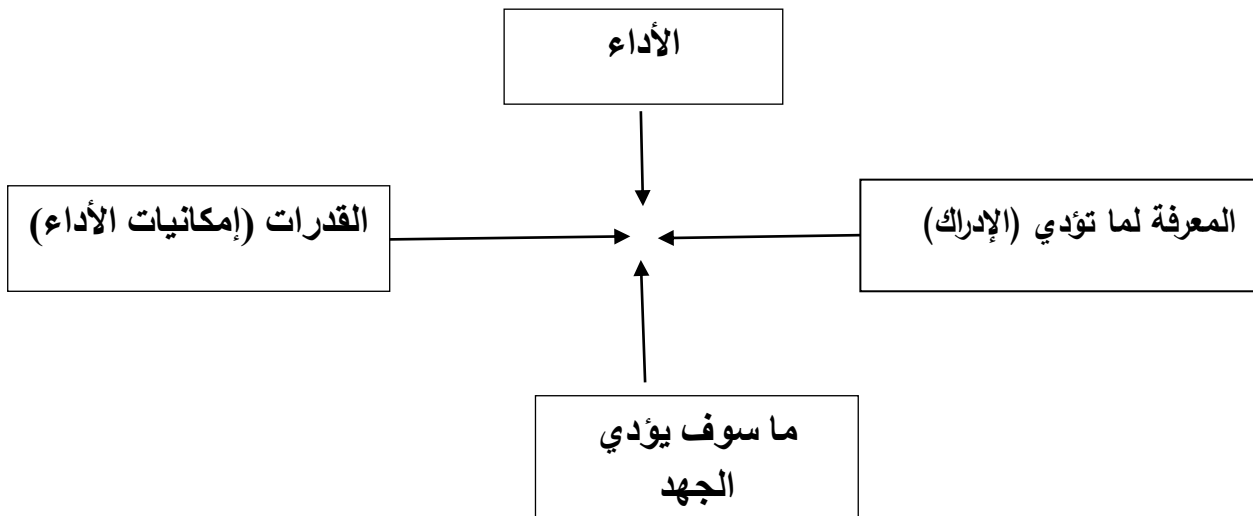 الأداء
المعرفة لما تؤدي (الإدراك)
القدرات (إمكانيات الأداء)
ما سوف يؤدي
الجهد